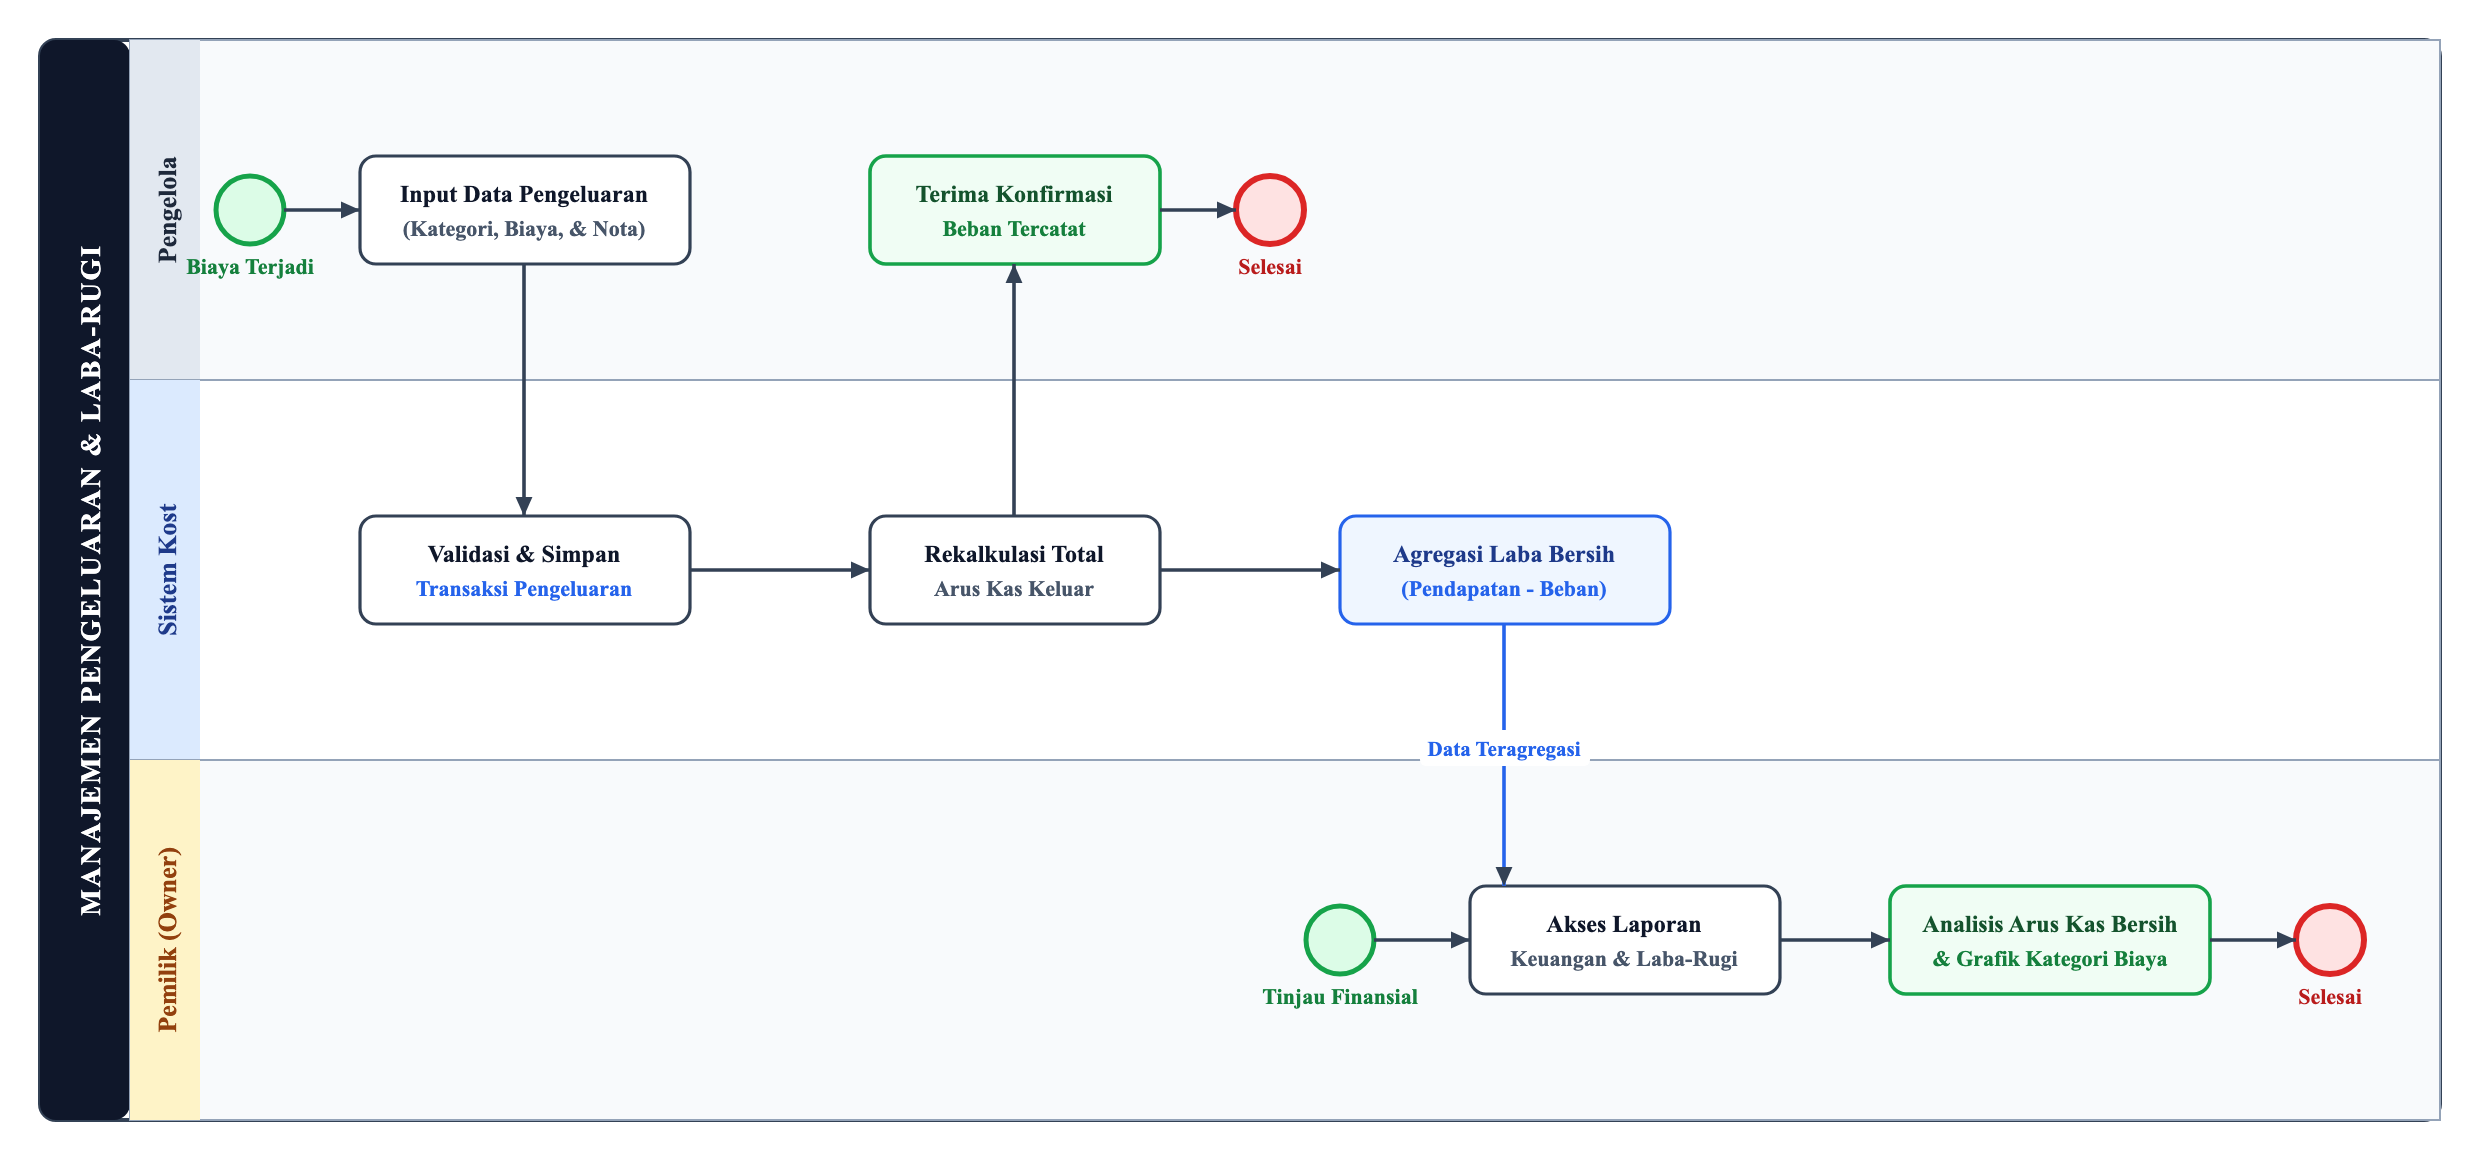 MANAJEMEN PENGELUARAN & LABA-RUGI
Pengelola
Biaya Terjadi
Input Data Pengeluaran
(Kategori, Biaya, & Nota)
Terima Konfirmasi
Beban Tercatat
Selesai
Sistem Kost
Validasi & Simpan
Transaksi Pengeluaran
Rekalkulasi Total
Arus Kas Keluar
Agregasi Laba Bersih
(Pendapatan - Beban)
Data Teragregasi
Pemilik (Owner)
Tinjau Finansial
Akses Laporan
Keuangan & Laba-Rugi
Analisis Arus Kas Bersih
& Grafik Kategori Biaya
Selesai